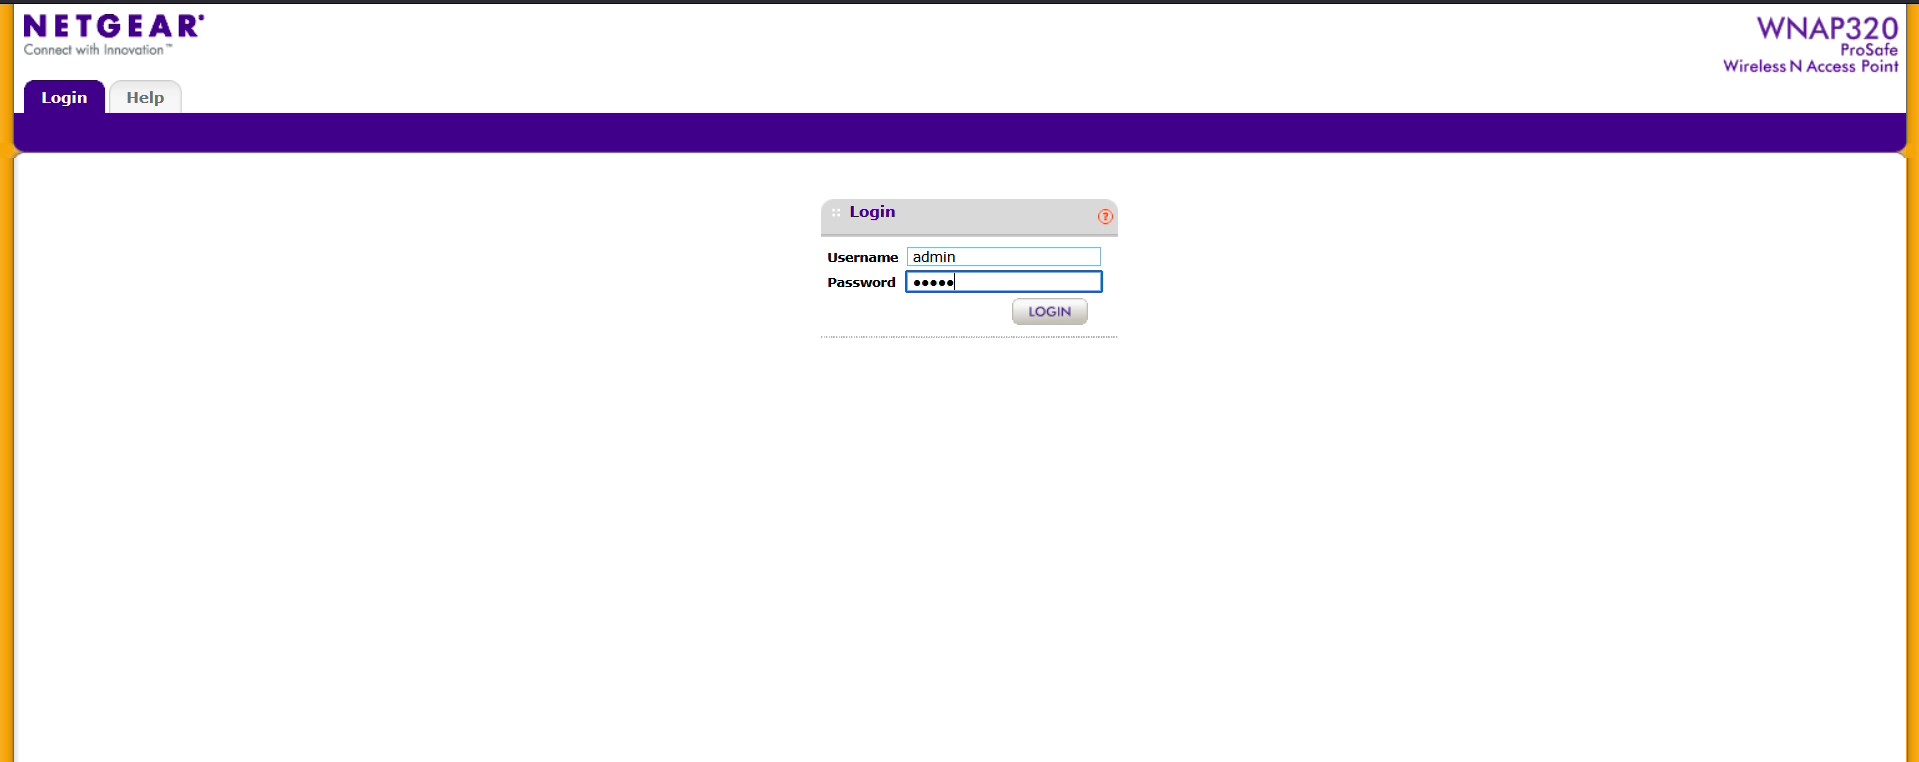 NETGEAR®
Connect with Innovation™
WNAP320
ProSafe
Wireless N Access Point
Login
Help
Login
?
Username admin
Password •••••
LOGIN